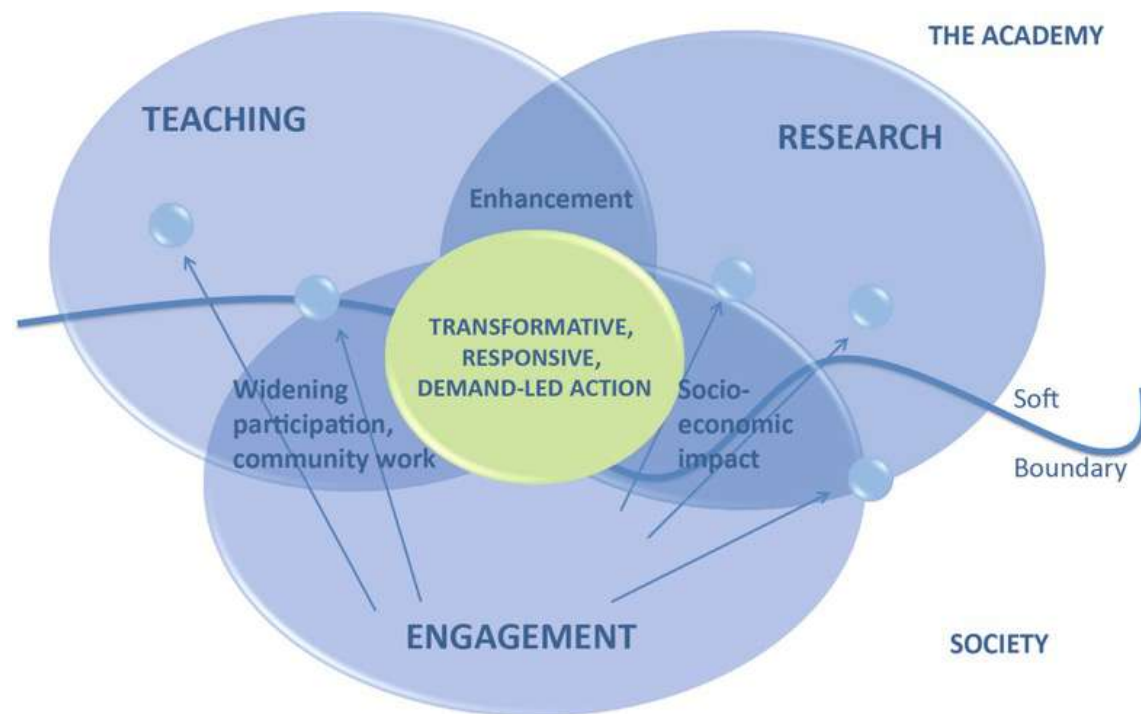 THE ACADEMY
TEACHING
RESEARCH
Enhancement
TRANSFORMATIVE,
RESPONSIVE,
DEMAND-LED ACTION
Widening
participation,
community work
Socio-
economic
impact
Soft
Boundary
ENGAGEMENT
SOCIETY